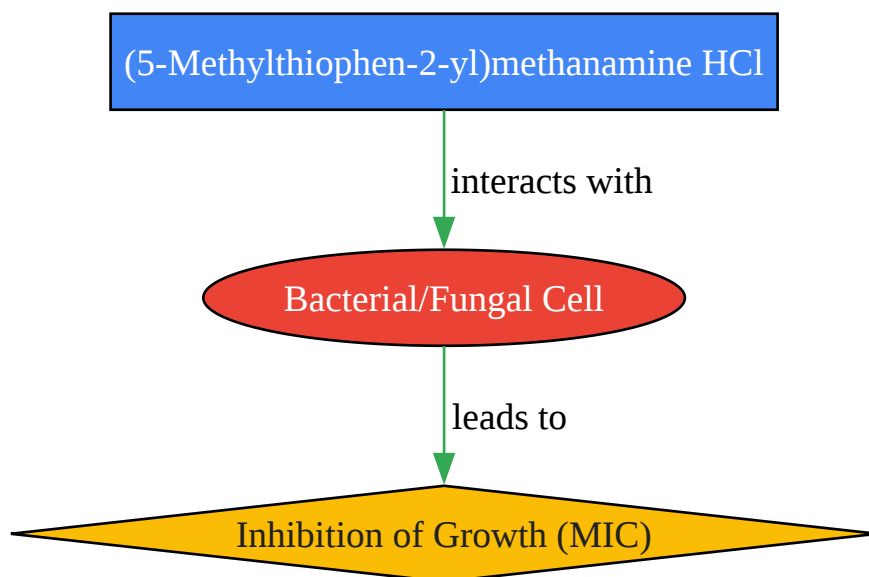 (5-Methylthiophen-2-yl)methanamine HCl
interacts with
Bacterial/Fungal Cell
leads to
Inhibition of Growth (MIC)